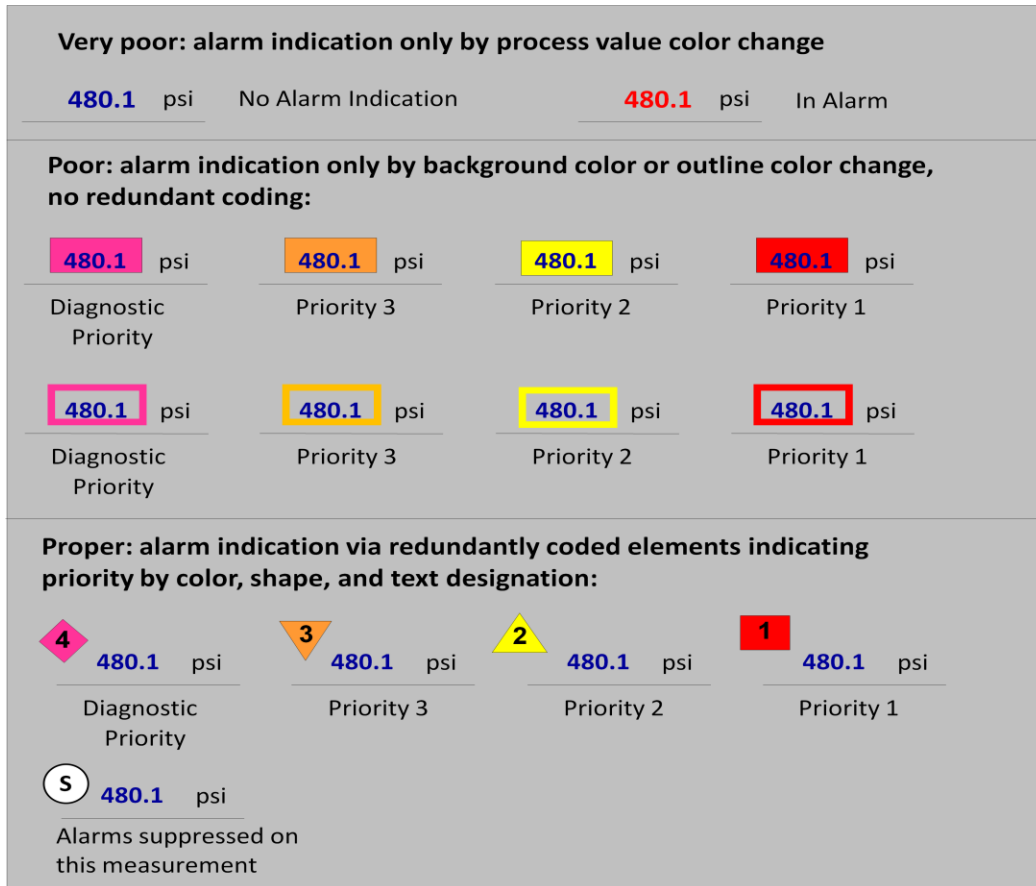 Very poor: alarm indication only by process value color change
480.1 psi No Alarm Indication 480.1 psi In Alarm
Poor: alarm indication only by background color or outline color change,
no redundant coding:
480.1 psi 480.1 psi 480.1 psi 480.1 psi
Diagnostic Priority 3 Priority 2 Priority 1
Priority
480.1 psi 480.1 psi 480.1 psi 480.1 psi
Diagnostic Priority 3 Priority 2 Priority 1
Priority
Proper: alarm indication via redundantly coded elements indicating
priority by color, shape, and text designation:
4 3 2 1
480.1 psi 480.1 psi 480.1 psi 480.1 psi
Diagnostic Priority 3 Priority 2 Priority 1
Priority
S 480.1 psi
Alarms suppressed on
this measurement